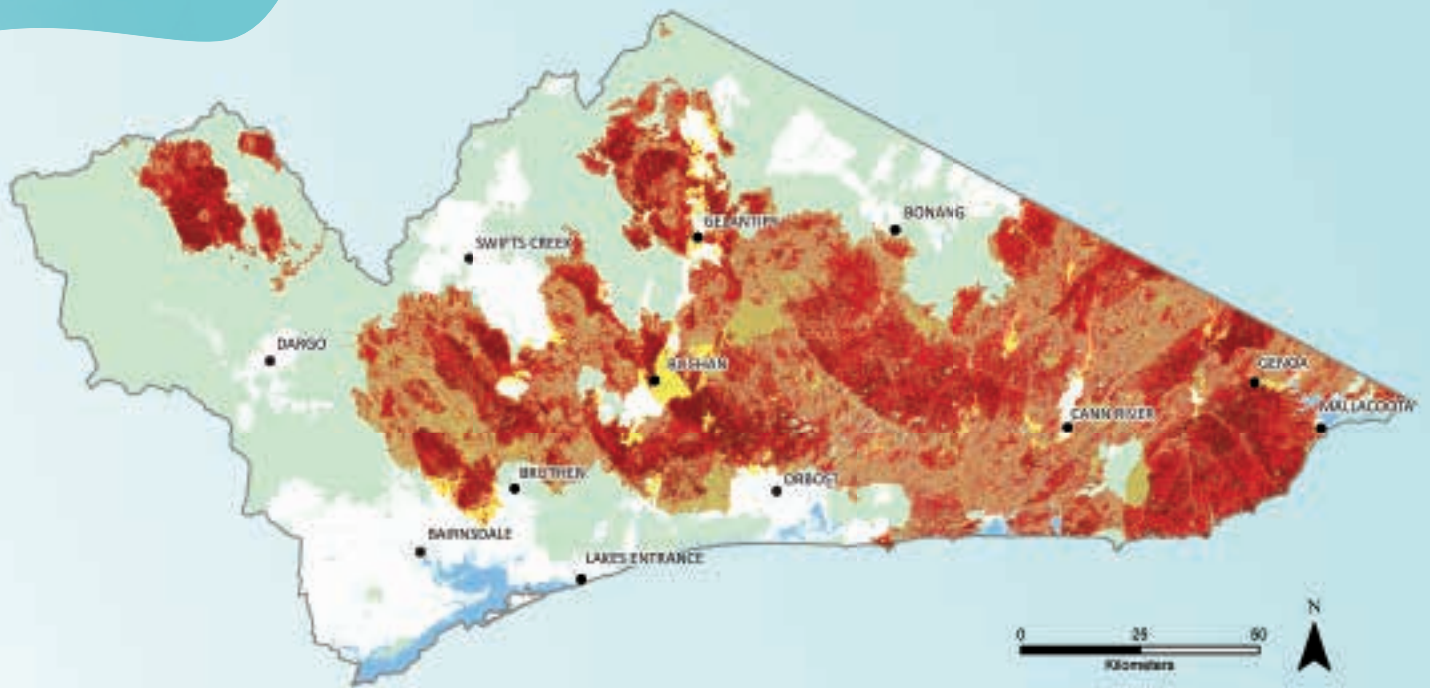 GELANTIPY
BONANG
SWIFTS CREEK
DARGO
BUCHAN
GENOA
MALLACOOTA
CANN RIVER
BRUTHEN
ORBOST
BAIRNSDALE
LAKES ENTRANCE
N
0 25 50
Kilometers